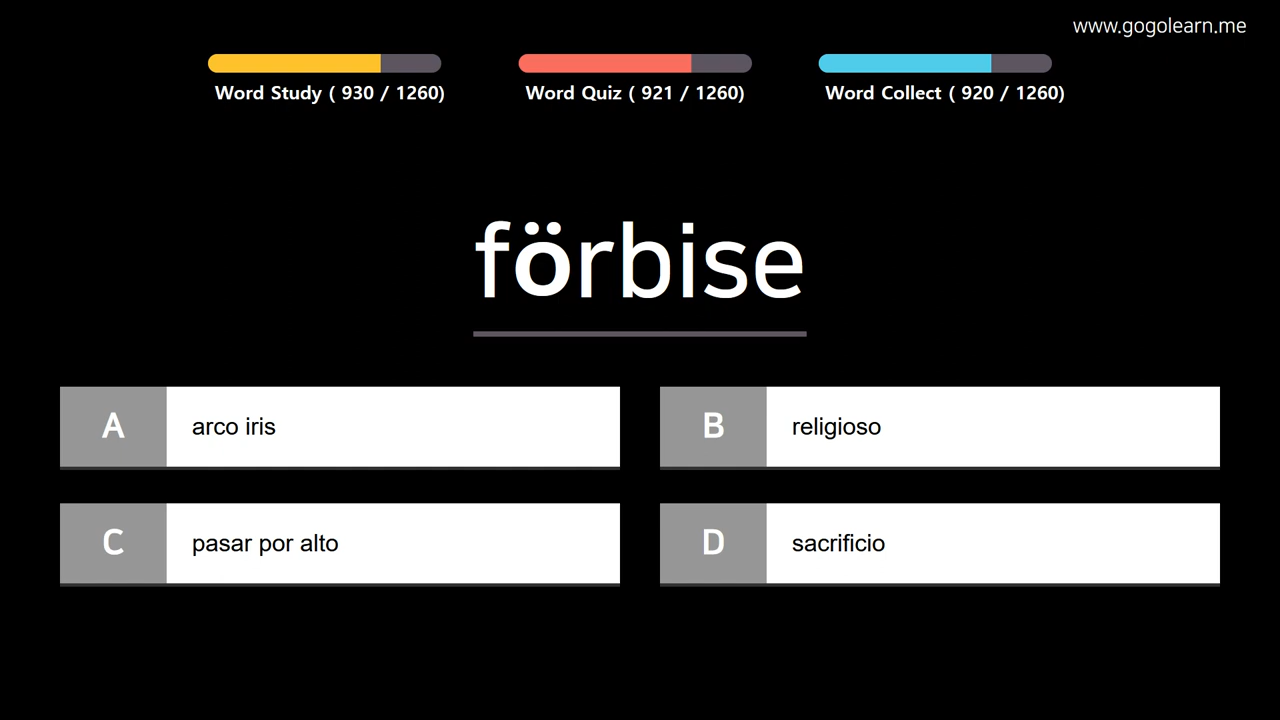 www.gogolearn.me
Word Study ( 930 / 1260)
Word Quiz ( 921 / 1260)
Word Collect ( 920 / 1260)
förbise
A arco iris
B religioso
C pasar por alto
D sacrificio